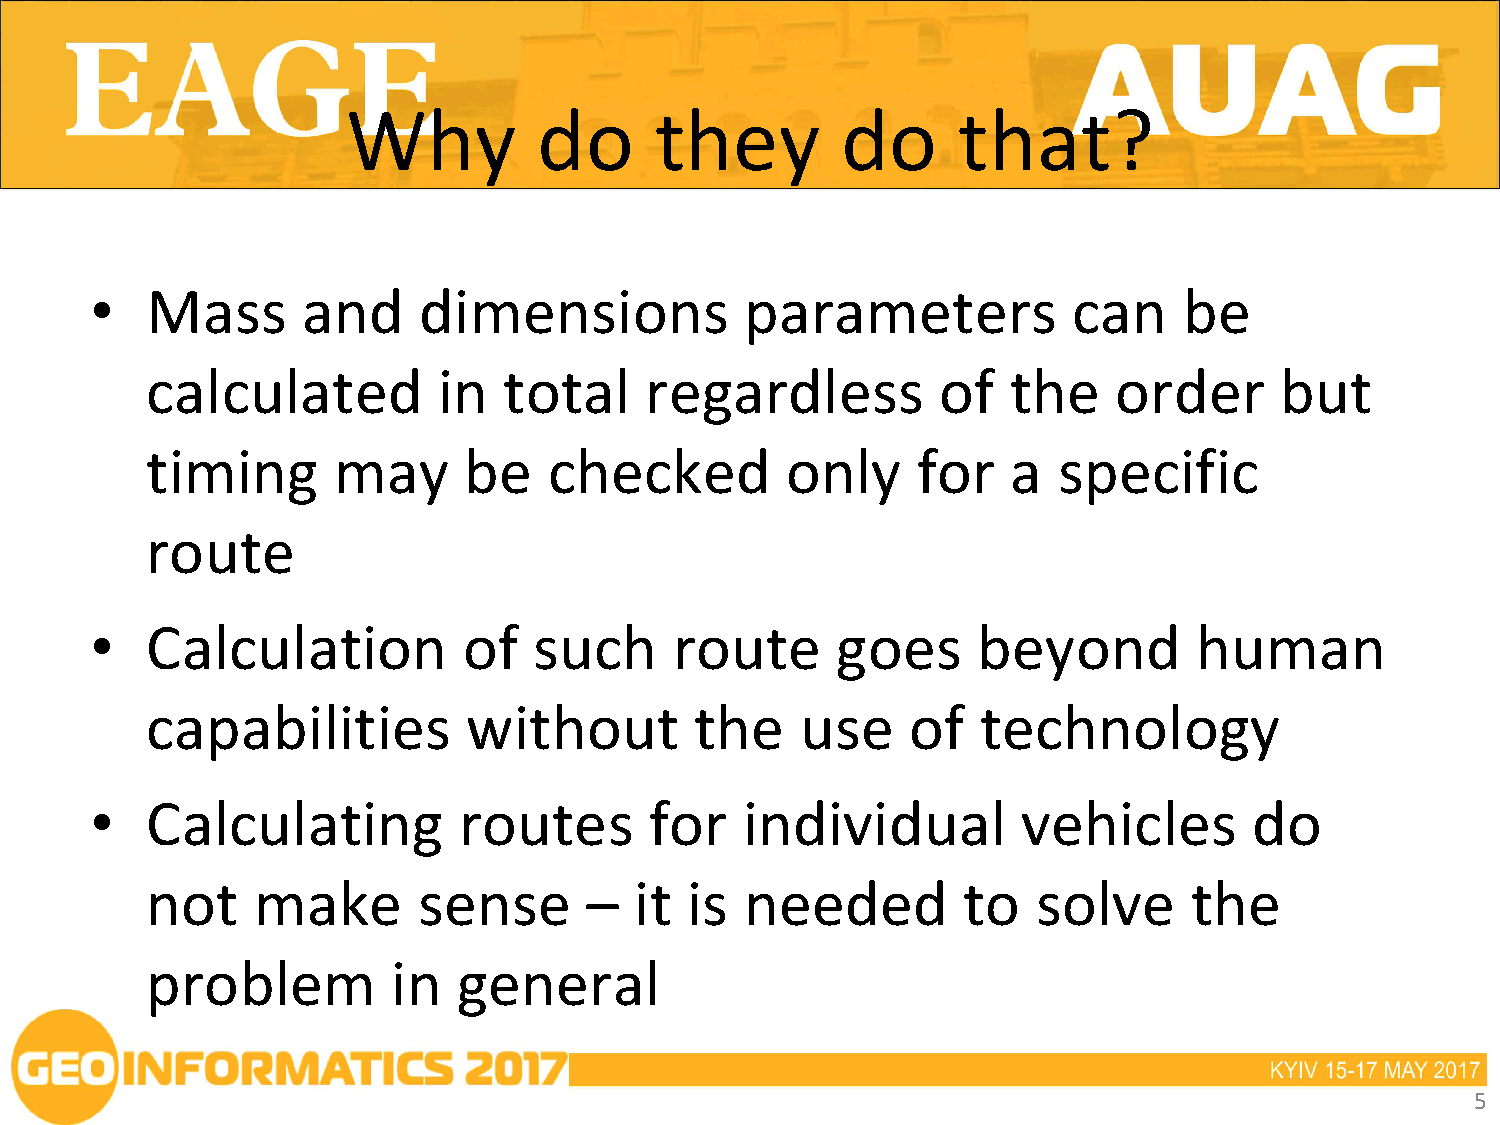 EAGE
AUAG
Why do they do that?
• Mass and dimensions parameters can be
calculated in total regardless of the order but
timing may be checked only for a specific
route
• Calculation of such route goes beyond human
capabilities without the use of technology
• Calculating routes for individual vehicles do
not make sense – it is needed to solve the
problem in general
GEOINFORMATICS 2017
KYIV 15-17 MAY 2017
5